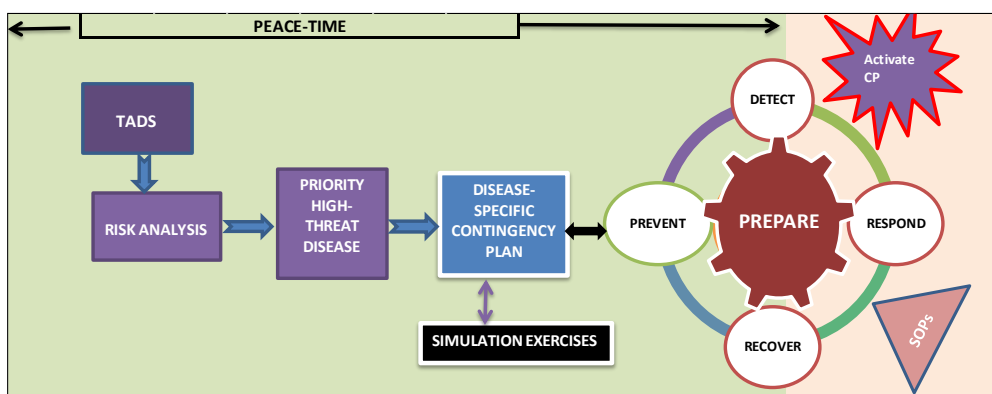 PEACE-TIME
Activate
CP
DETECT
TADS
PRIORITY
HIGH-
THREAT
DISEASE
DISEASE-
SPECIFIC
CONTINGENCY
PLAN
RISK ANALYSIS
PREVENT
PREPARE
RESPOND
SIMULATION EXERCISES
RECOVER
SOPs